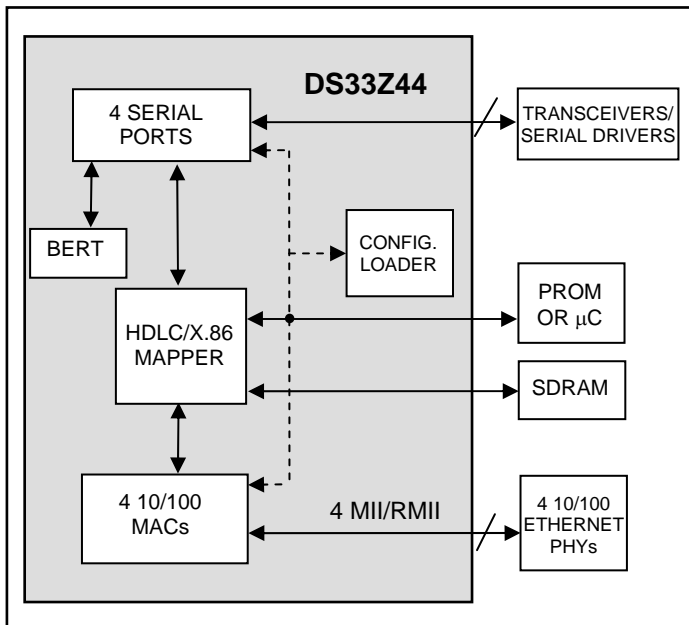 DS33Z44
4 SERIAL
PORTS
TRANSCEIVERS/
SERIAL DRIVERS
BERT
CONFIG.
LOADER
HDLC/X.86
MAPPER
PROM
OR μC
SDRAM
4 10/100
MACs
4 MII/RMII
4 10/100
ETHERNET
PHYs